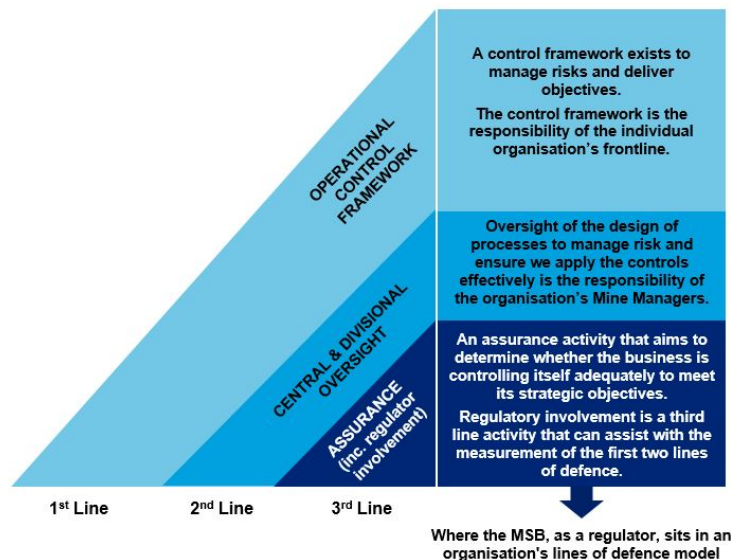 OPERATIONAL
CONTROL
FRAMEWORK
A control framework exists to
manage risks and deliver
objectives.
The control framework is the
responsibility of the individual
organisation's frontline.
CENTRAL & DIVISIONAL
OVERSIGHT
Oversight of the design of
processes to manage risk and
ensure we apply the controls
effectively is the responsibility of
the organisation's Mine Managers.
ASSURANCE
(inc. regulator
involvement)
An assurance activity that aims to
determine whether the business is
controlling itself adequately to meet
its strategic objectives.
Regulatory involvement is a third
line activity that can assist with the
measurement of the first two lines
of defence.
1st Line
2nd Line
3rd Line
Where the MSB, as a regulator, sits in an
organisation's lines of defence model